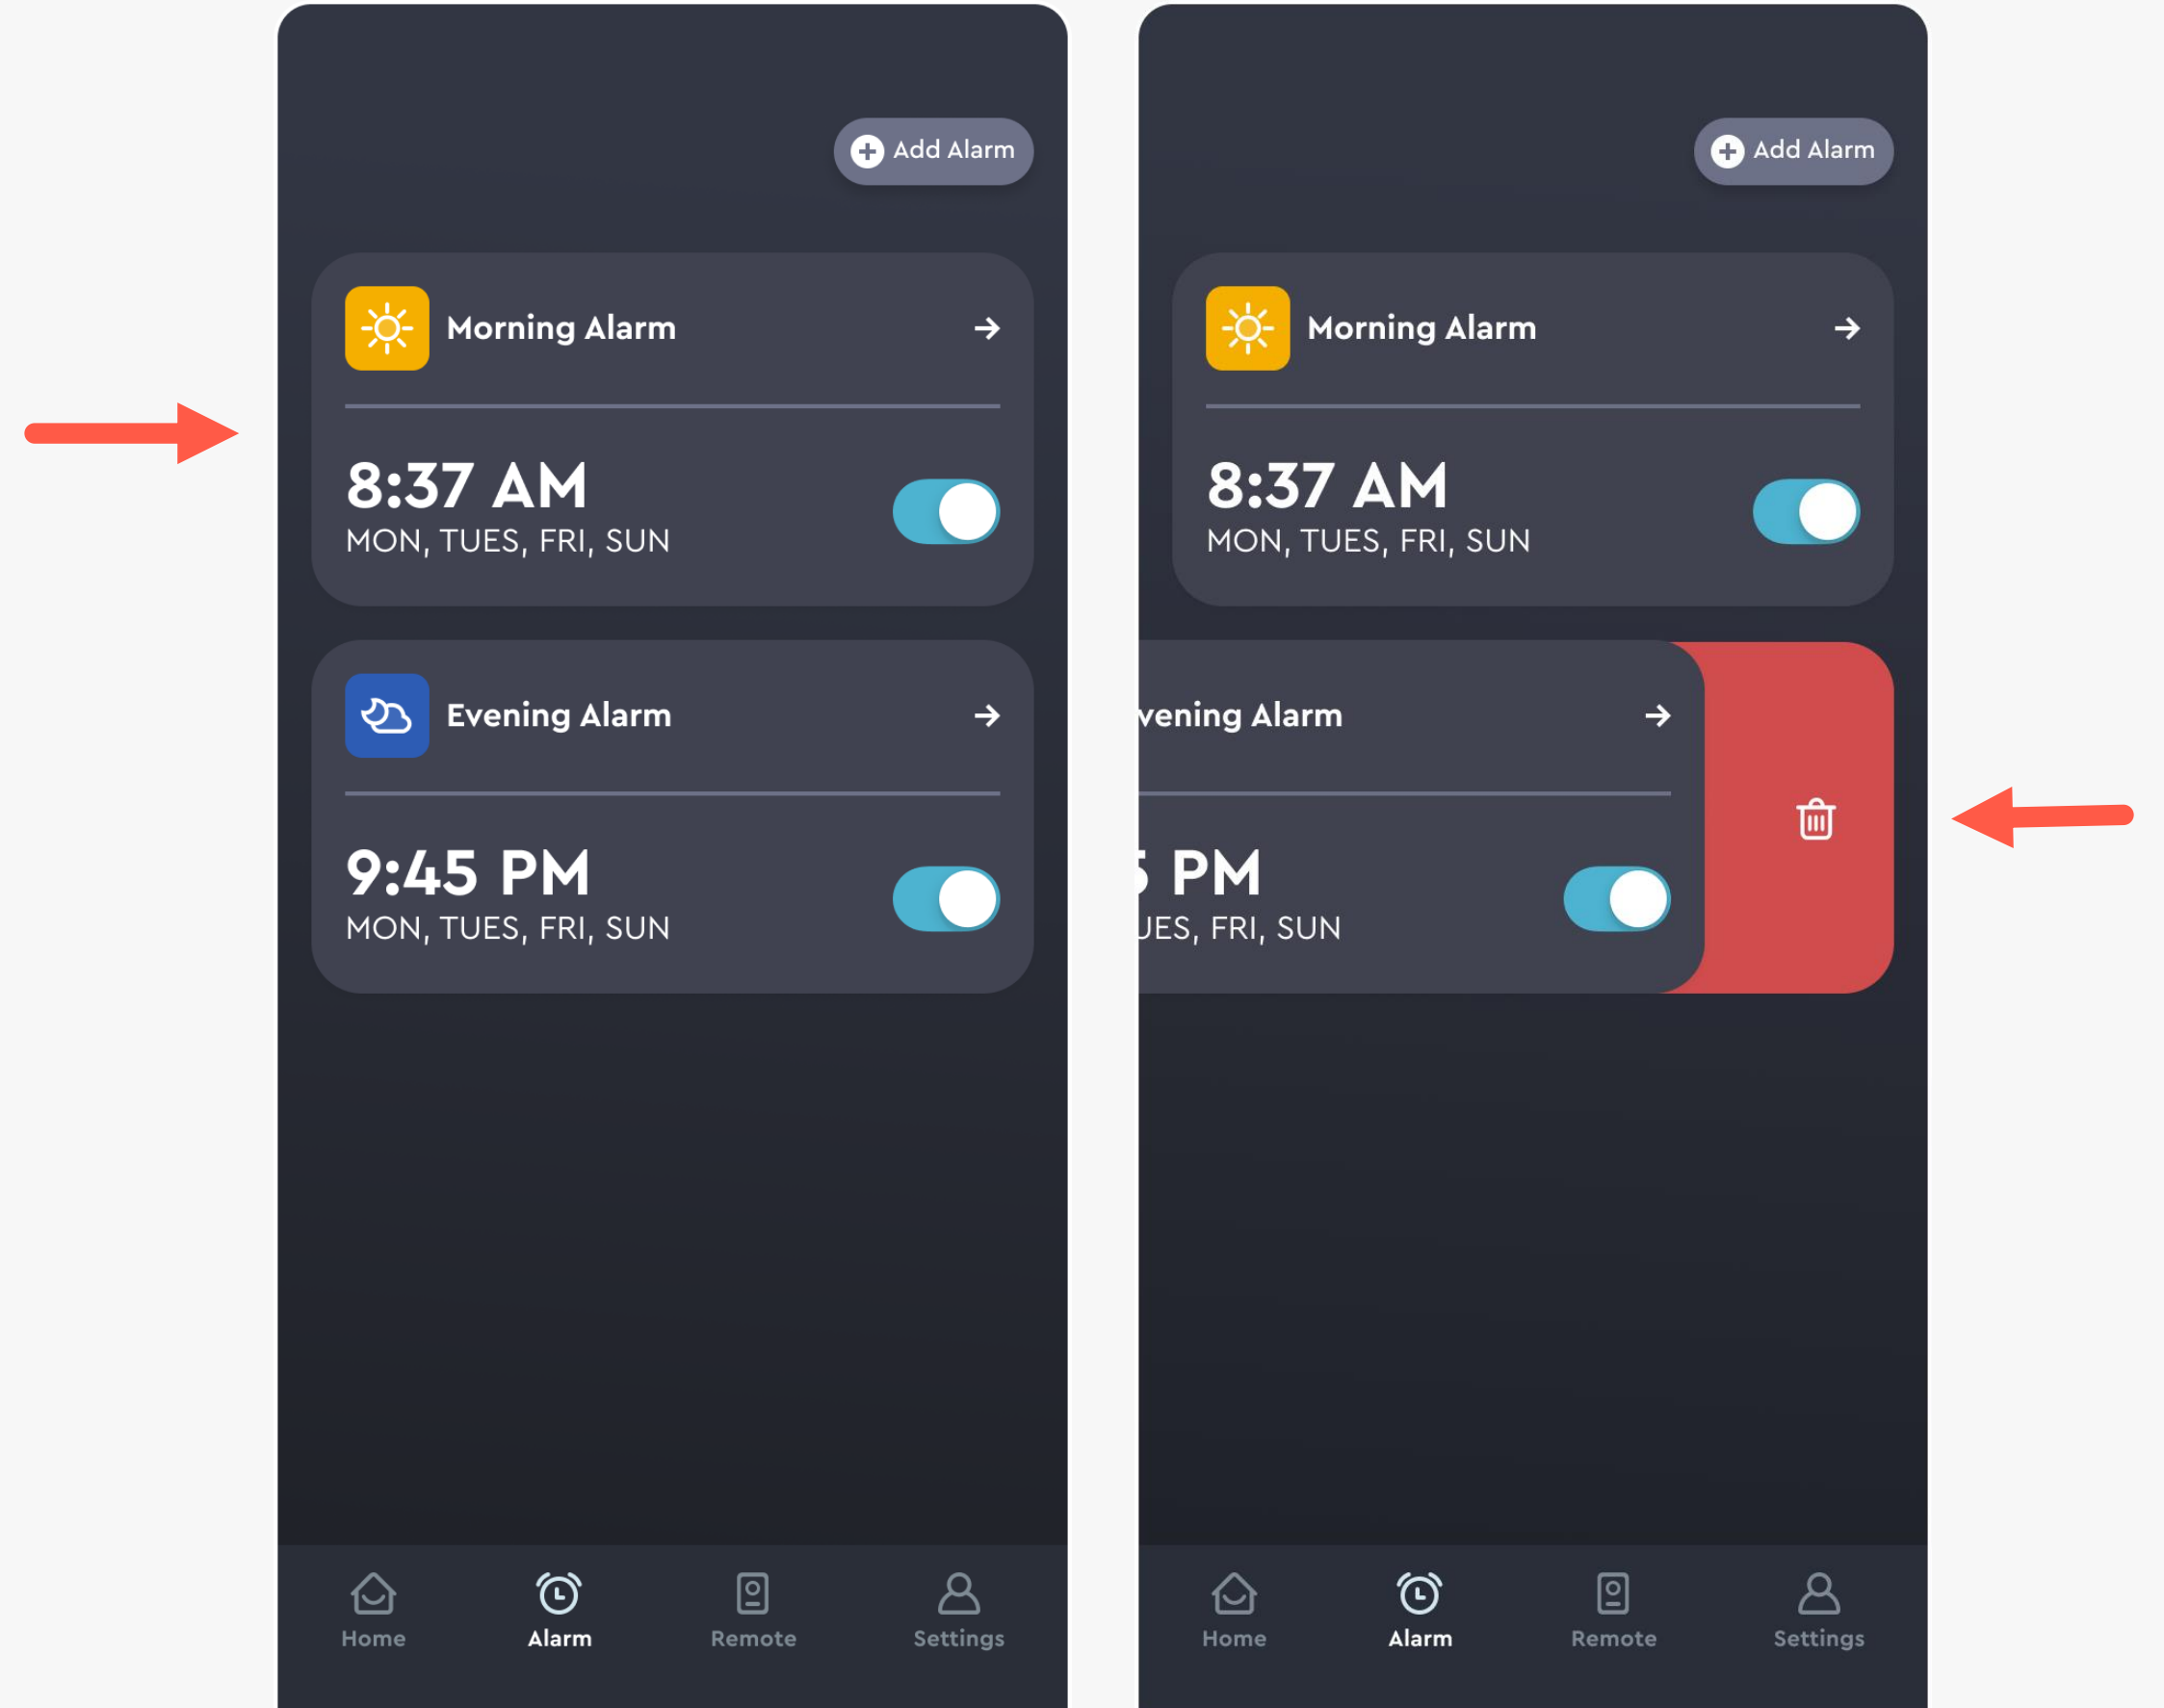 Add Alarm
Morning Alarm
8:37 AM
MON, TUES, FRI, SUN
Evening Alarm
9:45 PM
MON, TUES, FRI, SUN
Home
Alarm
Remote
Settings
Add Alarm
Morning Alarm
8:37 AM
MON, TUES, FRI, SUN
vening Alarm
5 PM
UES, FRI, SUN
Home
Alarm
Remote
Settings